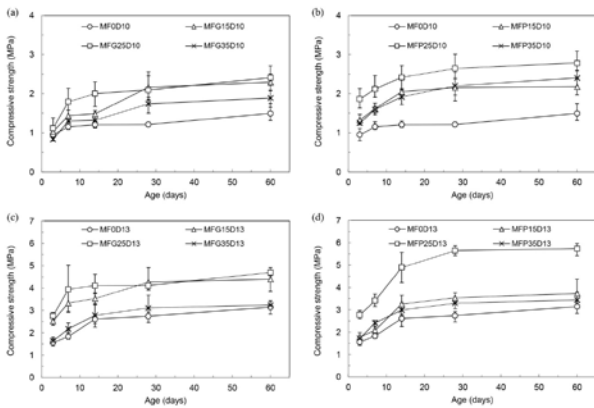 (a)
MF0D10 MFG15D10
MFG25D10 MFG35D10
Compressive strength (MPa)
4
3
2
1
0
0 10 20 30 40 50 60
Age (days)
(b)
MF0D10 MFP15D10
MFP25D10 MFP35D10
Compressive strength (MPa)
4
3
2
1
0
0 10 20 30 40 50 60
Age (days)
(c)
MF0D13 MFG15D13
MFG25D13 MFG35D13
Compressive strength (MPa)
7
6
5
4
3
2
1
0
0 10 20 30 40 50 60
Age (days)
(d)
MF0D13 MFP15D13
MFP25D13 MFP35D13
Compressive strength (MPa)
7
6
5
4
3
2
1
0
0 10 20 30 40 50 60
Age (days)